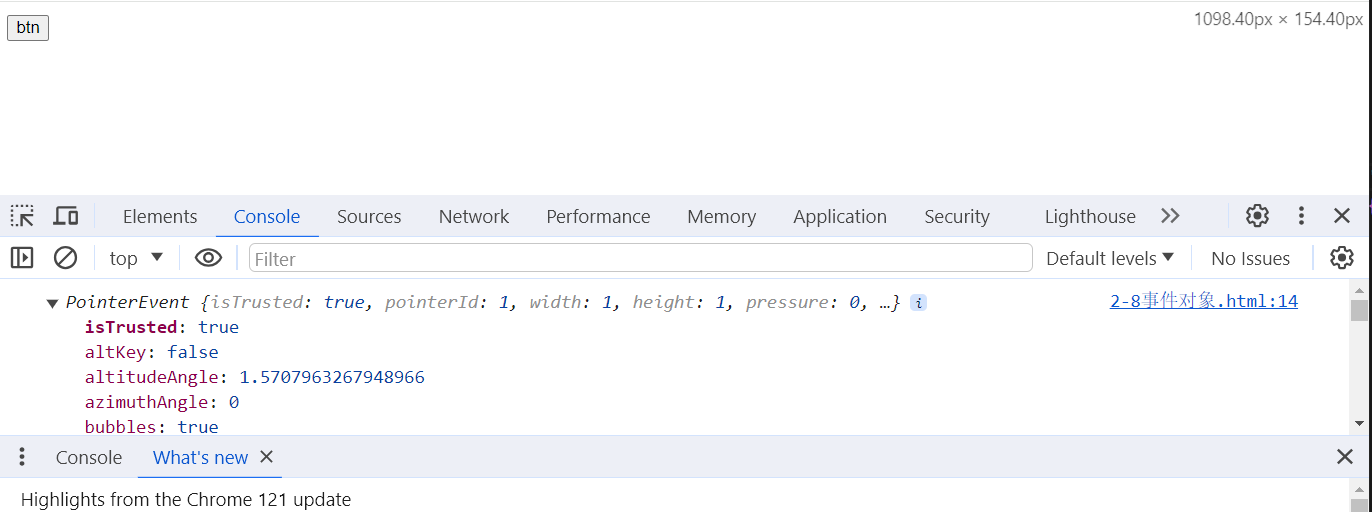 btn
1098.40px × 154.40px
Elements Console Sources Network Performance Memory Application Security Lighthouse
top Filter Default levels No Issues
PointerEvent {isTrusted: true, pointerId: 1, width: 1, height: 1, pressure: 0, …} i 2-8事件对象.html:14
isTrusted: true
altKey: false
altitudeAngle: 1.5707963267948966
azimuthAngle: 0
bubbles: true
Console What's new
Highlights from the Chrome 121 update